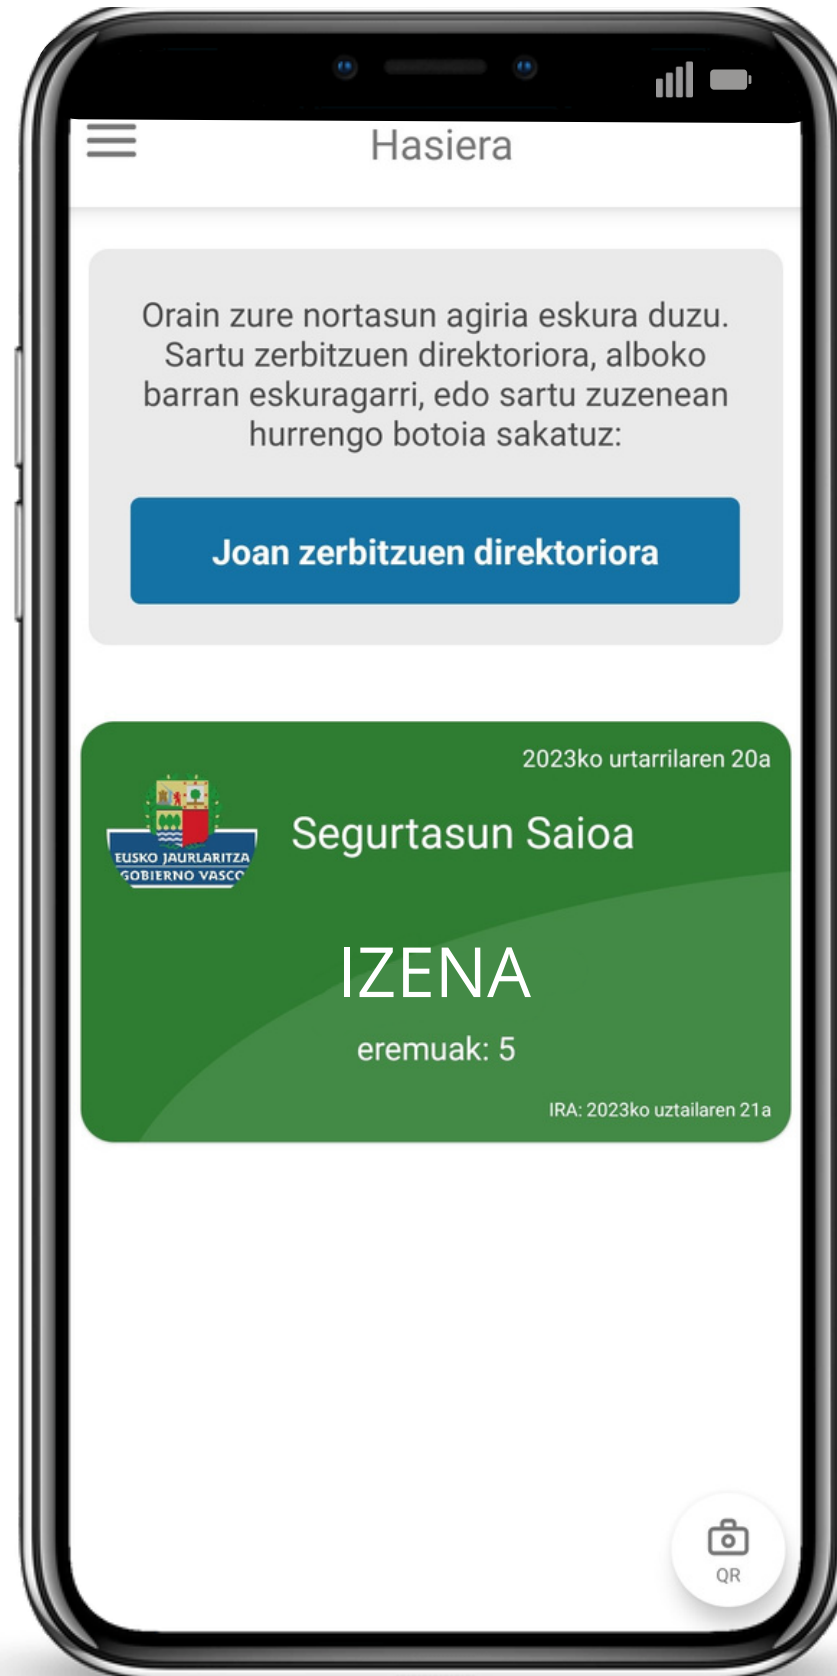 Hasiera
Orain zure nortasun agiria eskura duzu.
Sartu zerbitzuen direktoriora, alboko
barran eskuragarri, edo sartu zuzenean
hurrengo botoia sakatuz:
Joan zerbitzuen direktoriora
2023ko urtarrilaren 20a
EUSKO JAURLARITZA
GOBIERNO VASCO
Segurtasun Saioa
IZENA
eremuak: 5
IRA: 2023ko uztailaren 21a
QR